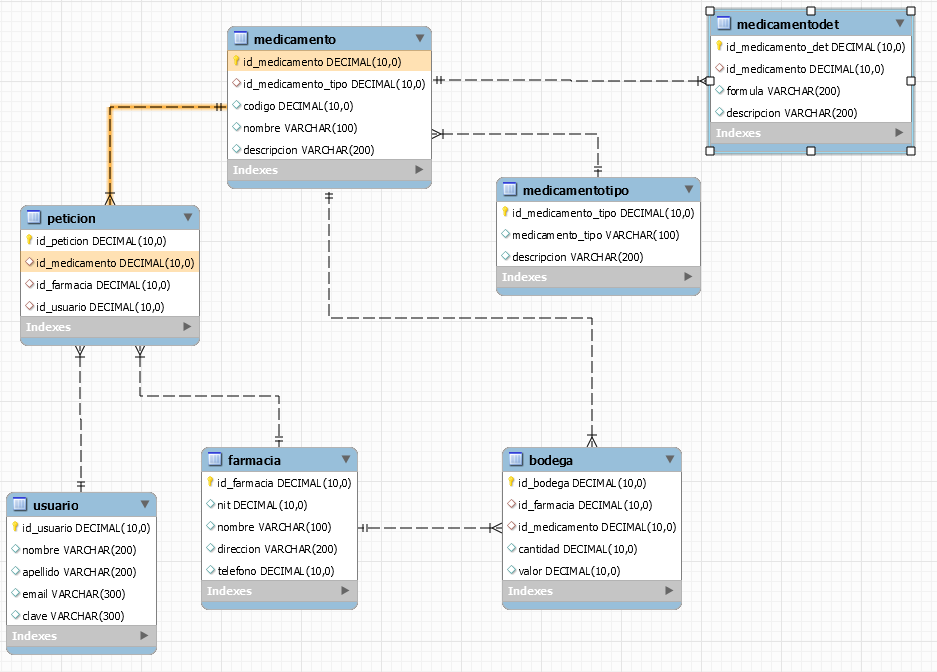 medicamento
id_medicamento DECIMAL(10,0)
id_medicamento_tipo DECIMAL(10,0)
codigo DECIMAL(10,0)
nombre VARCHAR(100)
descripcion VARCHAR(200)
Indexes
medicamentodet
id_medicamento_det DECIMAL(10,0)
id_medicamento DECIMAL(10,0)
formula VARCHAR(200)
descripcion VARCHAR(200)
Indexes
medicamentotipo
id_medicamento_tipo DECIMAL(10,0)
medicamento_tipo VARCHAR(100)
descripcion VARCHAR(200)
Indexes
peticion
id_peticion DECIMAL(10,0)
id_medicamento DECIMAL(10,0)
id_farmacia DECIMAL(10,0)
id_usuario DECIMAL(10,0)
Indexes
usuario
id_usuario DECIMAL(10,0)
nombre VARCHAR(200)
apellido VARCHAR(200)
email VARCHAR(300)
clave VARCHAR(300)
Indexes
farmacia
id_farmacia DECIMAL(10,0)
nit DECIMAL(10,0)
nombre VARCHAR(100)
direccion VARCHAR(200)
telefono DECIMAL(10,0)
Indexes
bodega
id_bodega DECIMAL(10,0)
id_farmacia DECIMAL(10,0)
id_medicamento DECIMAL(10,0)
cantidad DECIMAL(10,0)
valor DECIMAL(10,0)
Indexes